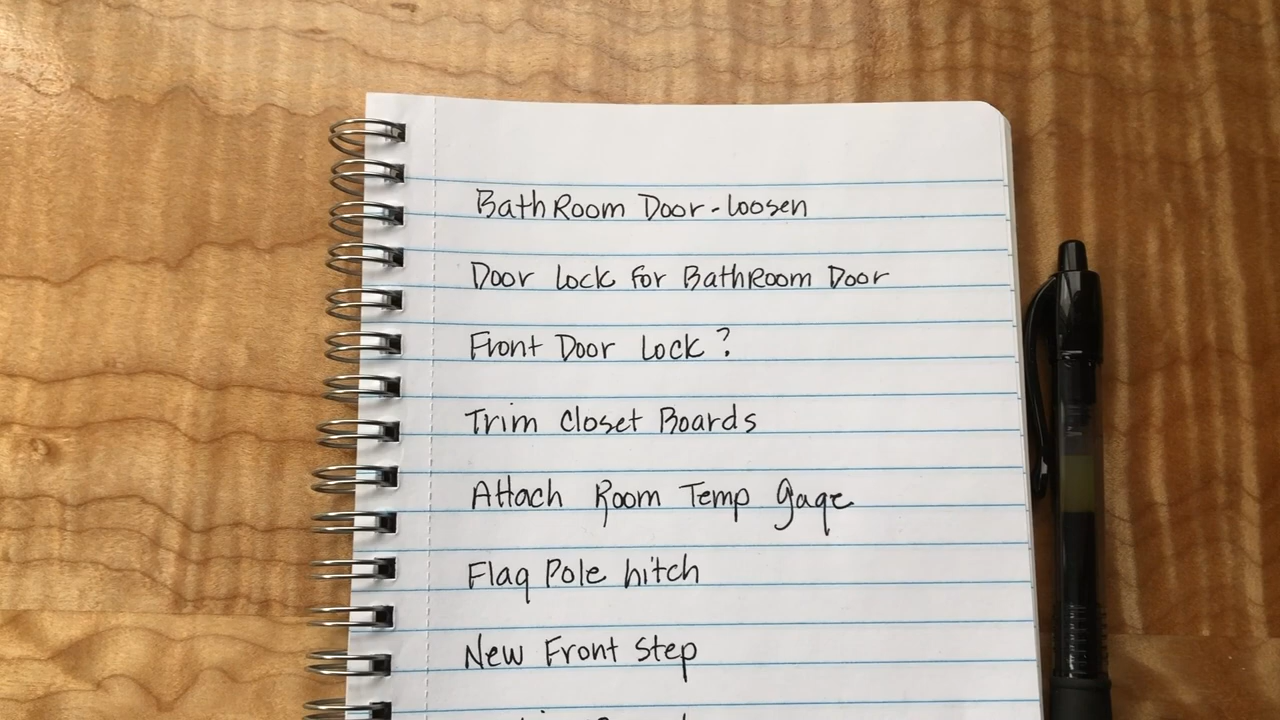 BathRoom Door - loosen
Door Lock for BathRoom Door
Front Door Lock ?
Trim Closet Boards
Attach Room Temp gage
Flag Pole hitch
New Front Step